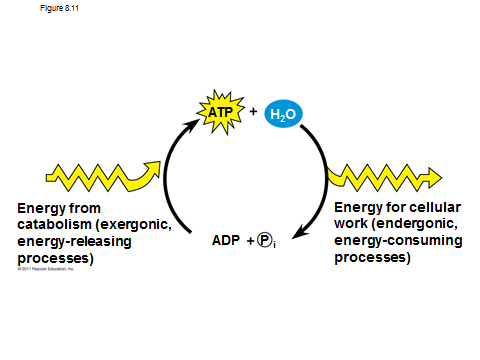 Figure 8.11
ATP + H₂O
Energy from
catabolism (exergonic,
energy-releasing
processes)
Energy for cellular
work (endergonic,
energy-consuming
processes)
ADP + Pᵢ
© 2011 Pearson Education, Inc.